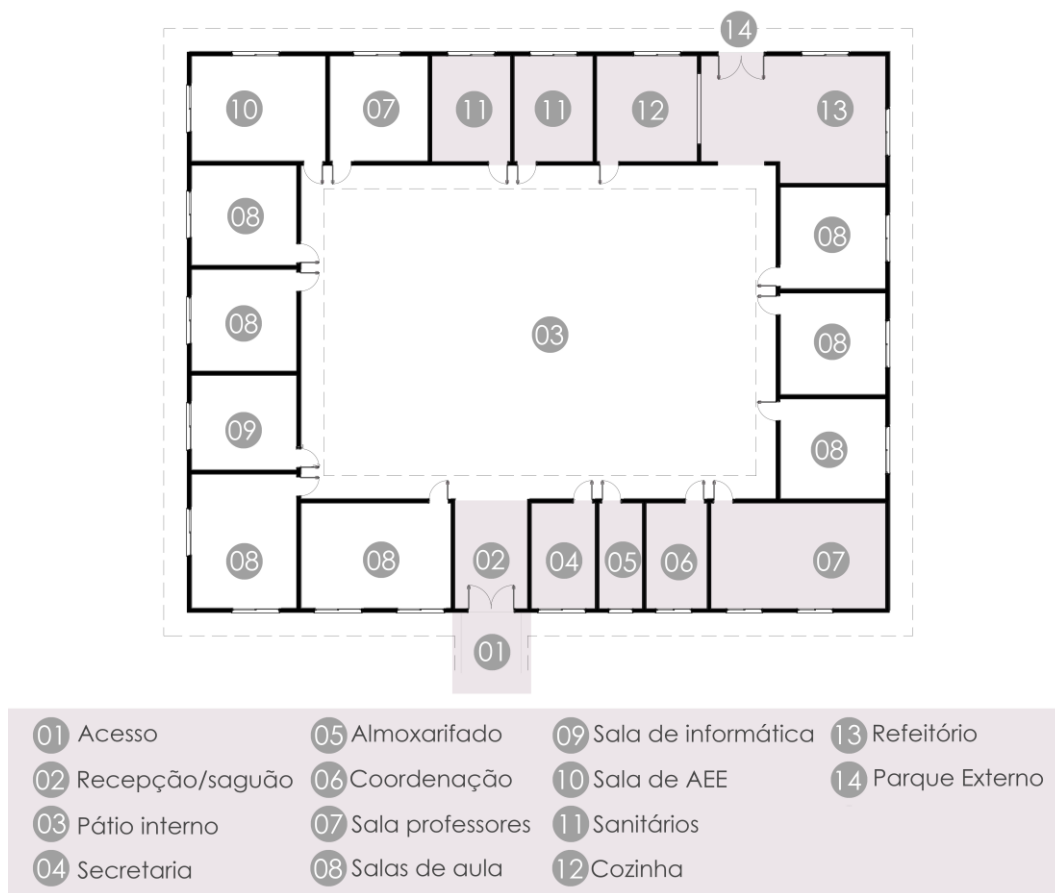 14
10
07
11
11
12
13
08
08
08
08
03
08
09
08
08
08
02
04
05
06
07
01
01 Acesso
02 Recepção/saguão
03 Pátio interno
04 Secretaria
05 Almoxarifado
06 Coordenação
07 Sala professores
08 Salas de aula
09 Sala de informática
10 Sala de AEE
11 Sanitários
12 Cozinha
13 Refeitório
14 Parque Externo